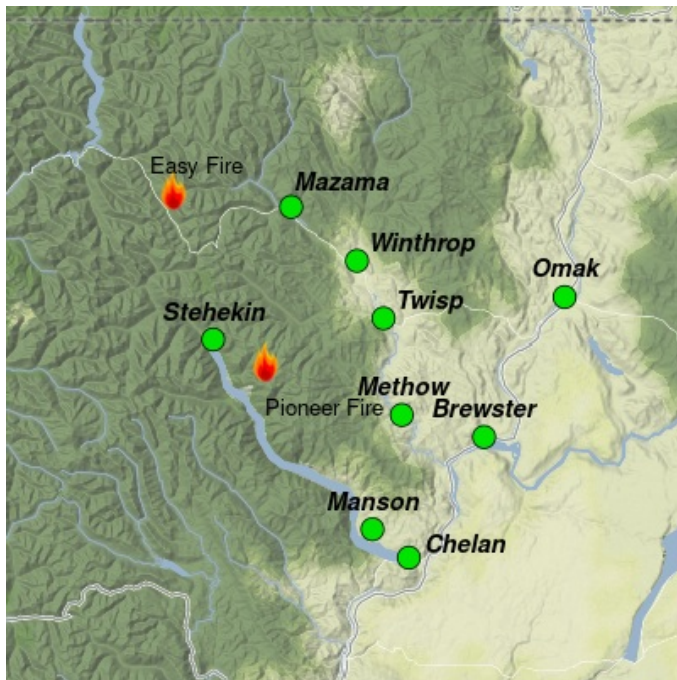 Easy Fire
Mazama
Winthrop
Omak
Twisp
Stehekin
Methow
Pioneer Fire
Brewster
Manson
Chelan